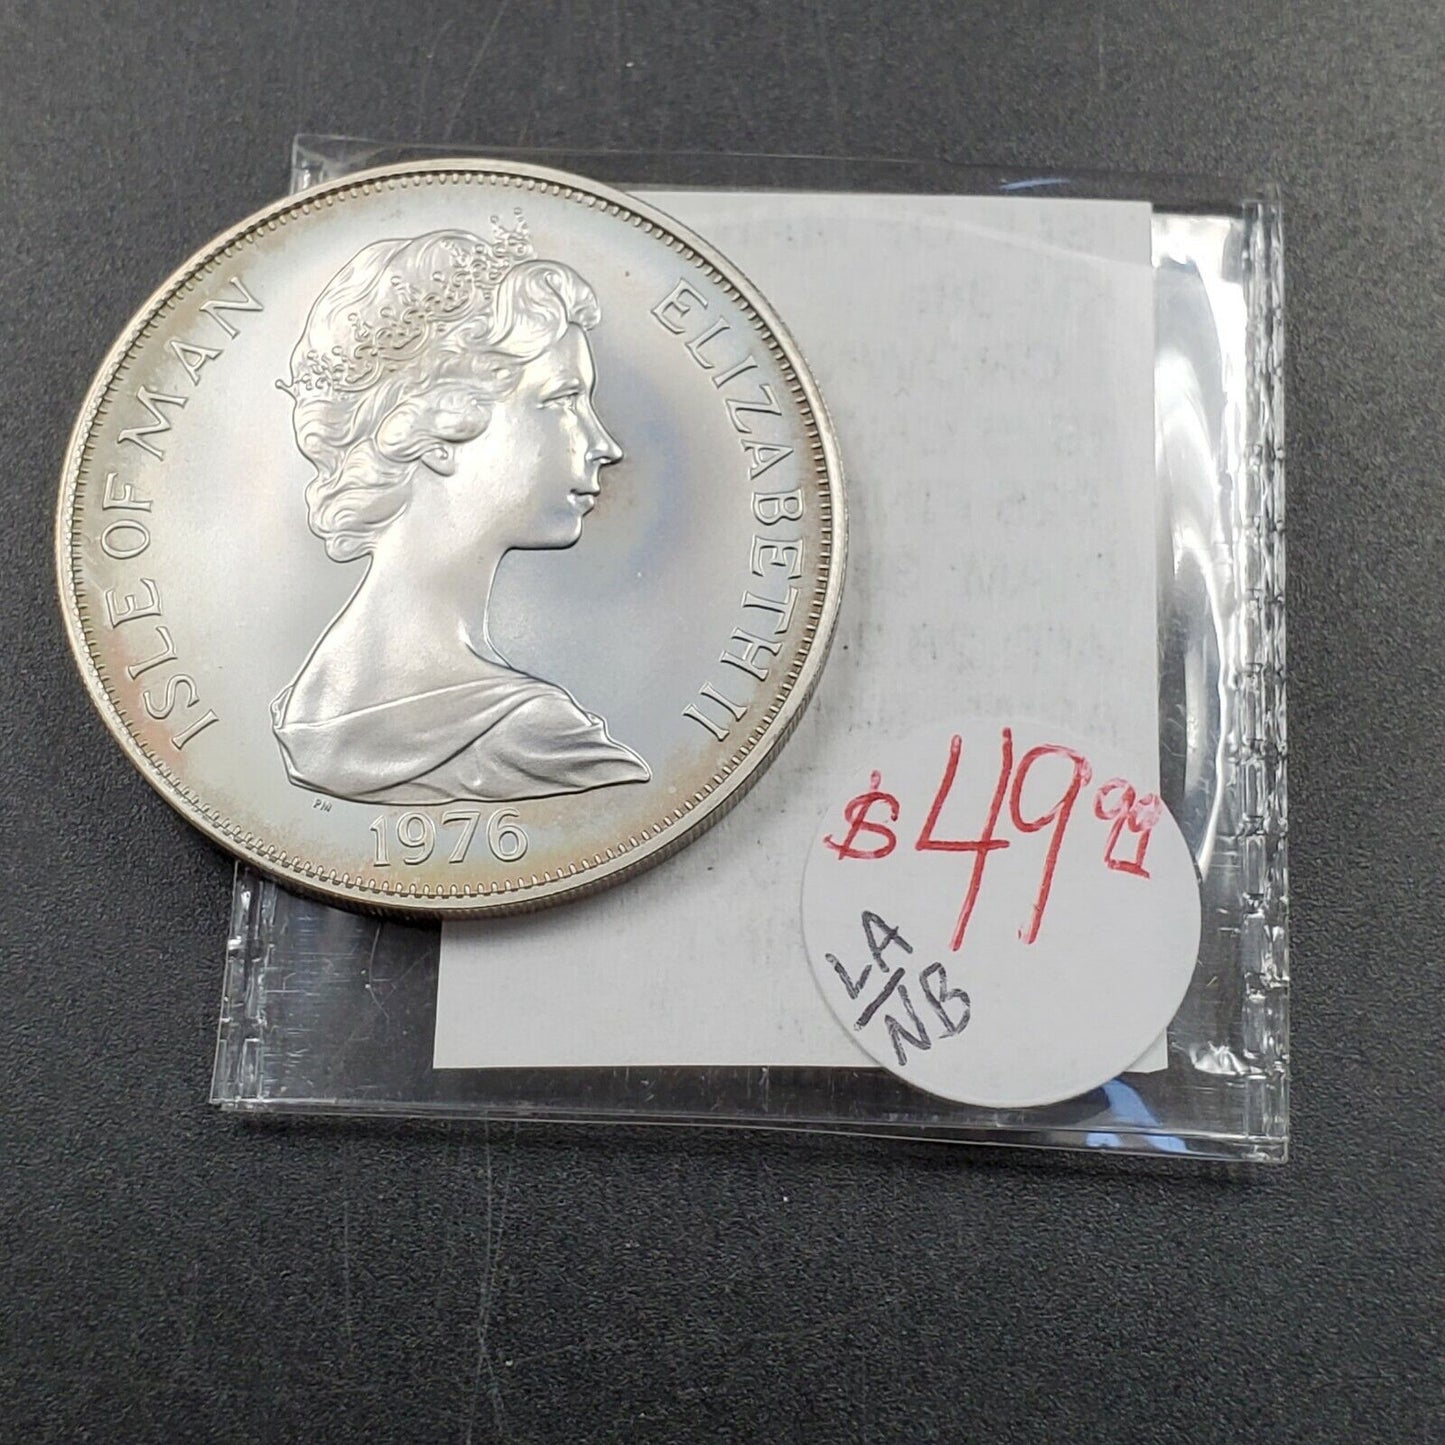 ISLE OF MAN
ELIZABETH II
PM
1976
$49.99
LA/NB